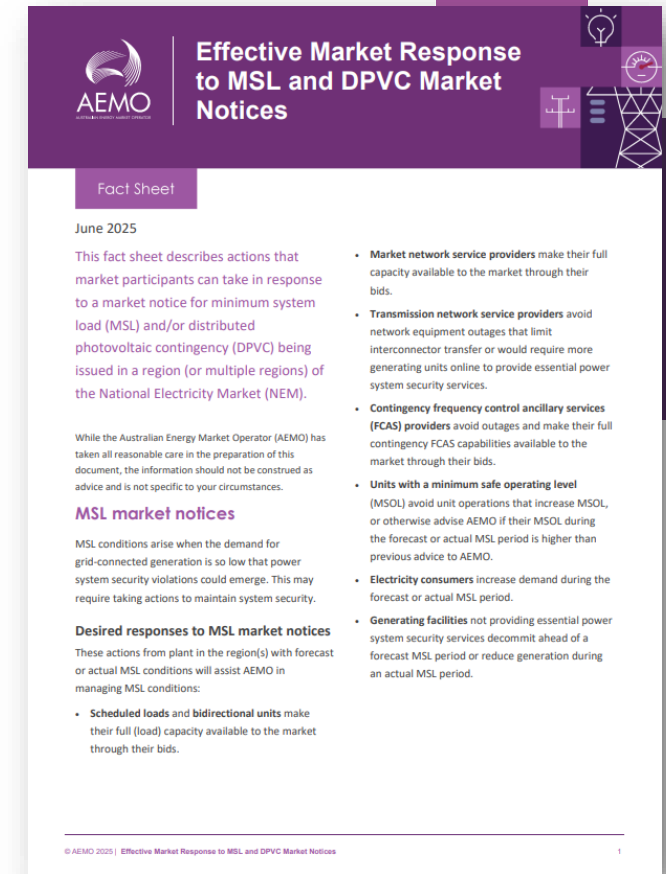 AEMO
AUSTRALIAN ENERGY MARKET OPERATOR
Effective Market Response
to MSL and DPVC Market
Notices
Fact Sheet
June 2025
This fact sheet describes actions that
market participants can take in response
to a market notice for minimum system
load (MSL) and/or distributed
photovoltaic contingency (DPVC) being
issued in a region (or multiple regions) of
the National Electricity Market (NEM).
While the Australian Energy Market Operator (AEMO) has
taken all reasonable care in the preparation of this
document, the information should not be construed as
advice and is not specific to your circumstances.
MSL market notices
MSL conditions arise when the demand for
grid-connected generation is so low that power
system security violations could emerge. This may
require taking actions to maintain system security.
Desired responses to MSL market notices
These actions from plant in the region(s) with forecast
or actual MSL conditions will assist AEMO in
managing MSL conditions:
• Scheduled loads and bidirectional units make
their full (load) capacity available to the market
through their bids.
• Market network service providers make their full
capacity available to the market through their
bids.
• Transmission network service providers avoid
network equipment outages that limit
interconnector transfer or would require more
generating units online to provide essential power
system security services.
• Contingency frequency control ancillary services
(FCAS) providers avoid outages and make their full
contingency FCAS capabilities available to the
market through their bids.
• Units with a minimum safe operating level
(MSOL) avoid unit operations that increase MSOL,
or otherwise advise AEMO if their MSOL during
the forecast or actual MSL period is higher than
previous advice to AEMO.
• Electricity consumers increase demand during the
forecast or actual MSL period.
• Generating facilities not providing essential power
system security services decommit ahead of a
forecast MSL period or reduce generation during
an actual MSL period.
© AEMO 2025 | Effective Market Response to MSL and DPVC Market Notices
1